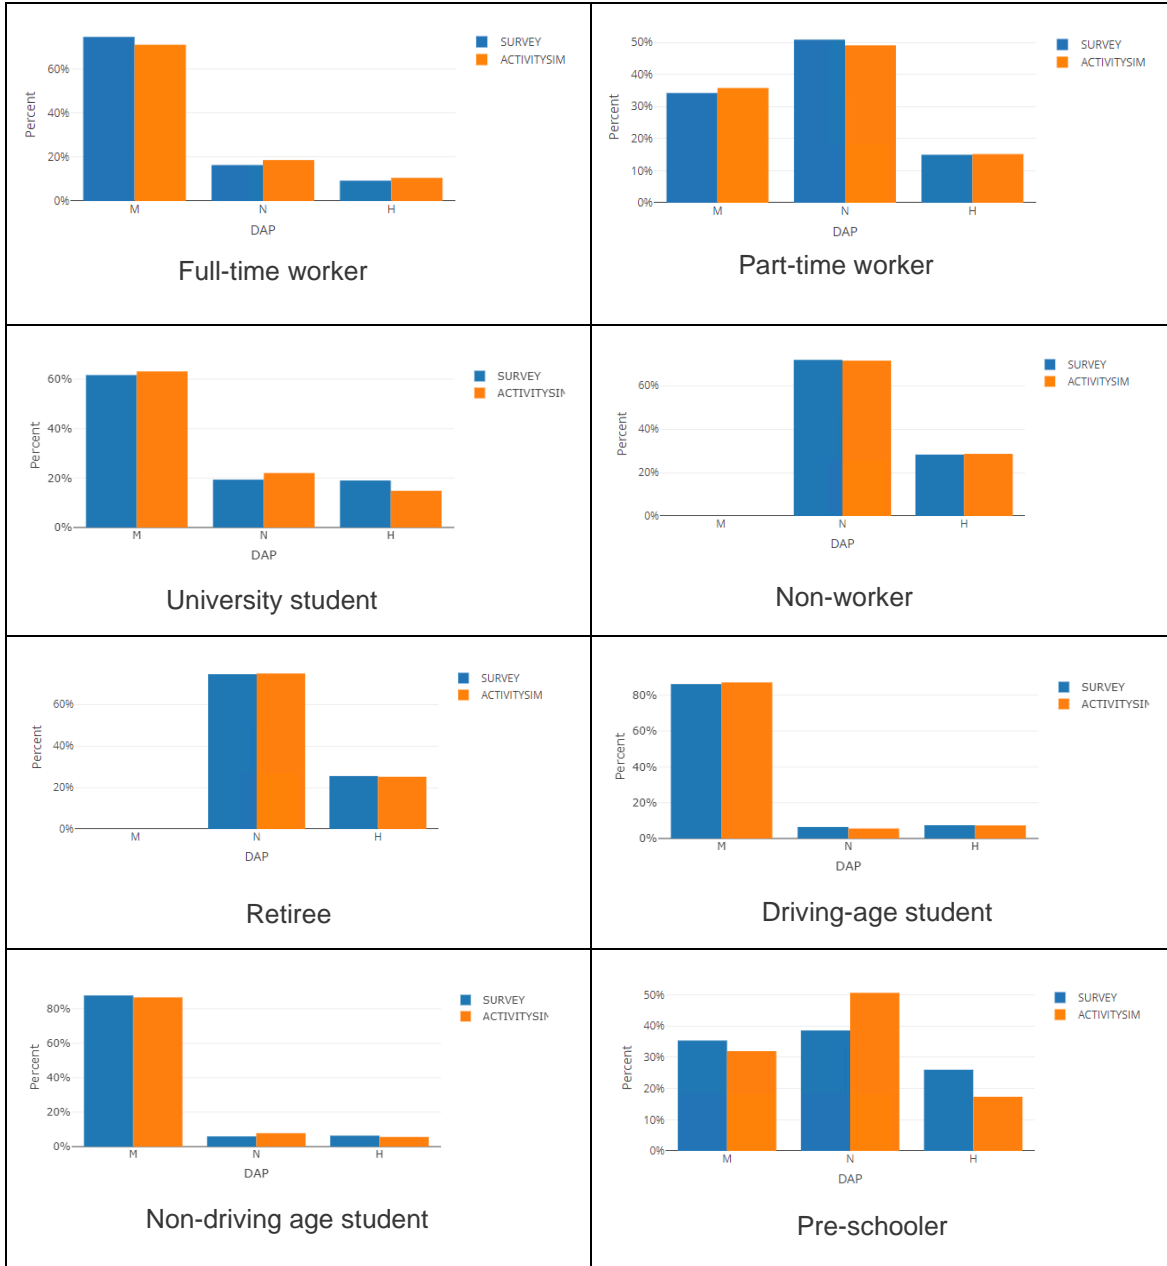 SURVEY
ACTIVITYSIM
60%
40%
20%
0%
Percent
M N H
DAP
Full-time worker
SURVEY
ACTIVITYSIM
50%
40%
30%
20%
10%
0%
Percent
M N H
DAP
Part-time worker
SURVEY
ACTIVITYSIN
60%
40%
20%
0%
Percent
M N H
DAP
University student
SURVEY
ACTIVITYSIM
60%
40%
20%
0%
Percent
M N H
DAP
Non-worker
SURVEY
ACTIVITYSIM
60%
40%
20%
0%
Percent
M N H
DAP
Retiree
SURVEY
ACTIVITYSIN
80%
60%
40%
20%
0%
Percent
M N H
DAP
Driving-age student
SURVEY
ACTIVITYSIN
80%
60%
40%
20%
0%
Percent
M N H
DAP
Non-driving age student
SURVEY
ACTIVITYSIM
50%
40%
30%
20%
10%
0%
Percent
M N H
DAP
Pre-schooler